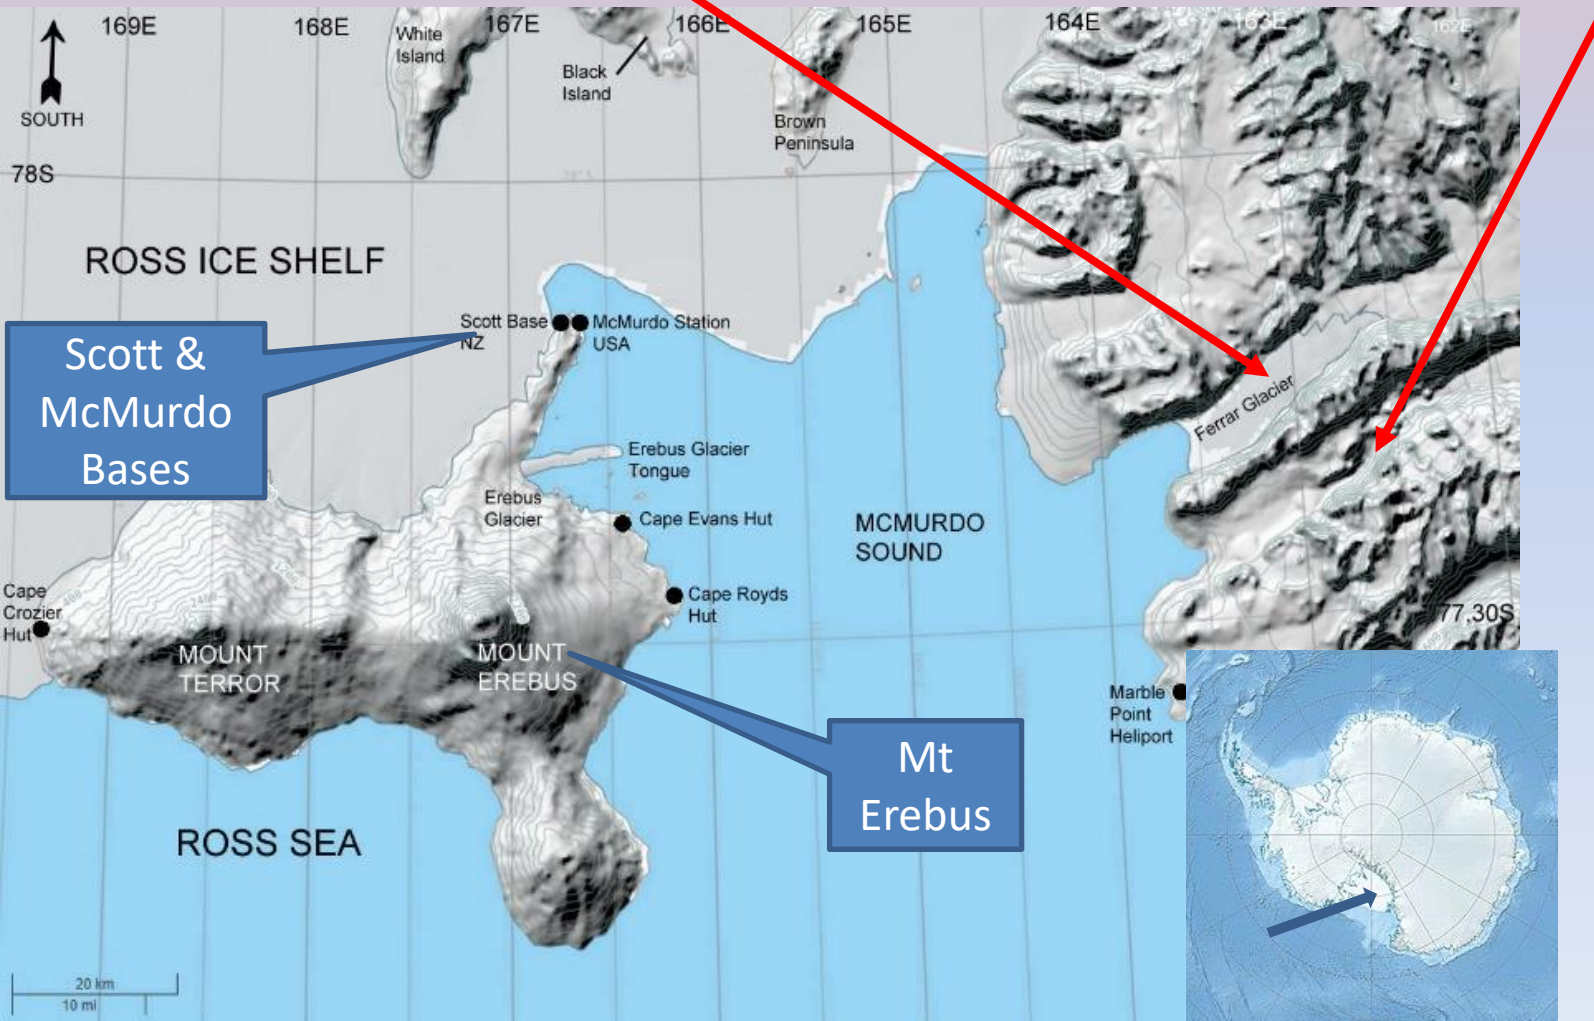 169E
168E
167E
166E
165E
164E
163E
162E
White
Island
Black
Island
Brown
Peninsula
SOUTH
78S
ROSS ICE SHELF
Scott &
McMurdo
Bases
Scott Base
NZ
McMurdo Station
USA
Ferrar Glacier
Erebus Glacier
Tongue
Erebus
Glacier
Cape Evans Hut
MCMURDO
SOUND
Cape
Crozier
Hut
Cape Royds
Hut
77,30S
MOUNT
TERROR
MOUNT
EREBUS
Marble
Point
Heliport
Mt
Erebus
ROSS SEA
20 km
10 mi